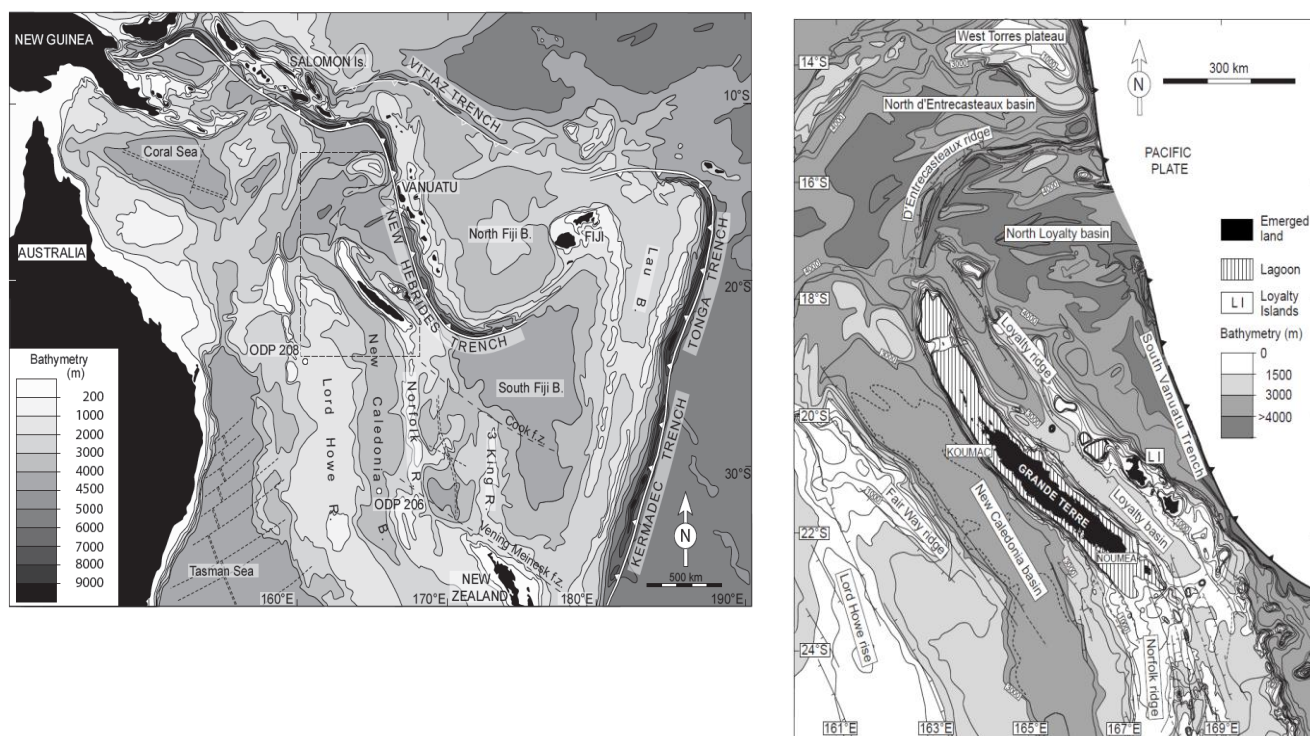 NEW GUINEA
SALOMON Is.
VITIAZ TRENCH
10°S
Coral Sea
VANUATU
NEW HEBRIDES
TRENCH
North Fiji B.
FIJI
Lau B.
TONGA TRENCH
AUSTRALIA
20°S
ODP 208
New Caledonia B
Lord Howe R.
Norfolk R.
South Fiji B.
Cook f.z.
3 King R.
30°S
ODP 206
KERMADEC TRENCH
Vening Meinesk f.z.
Tasman Sea
NEW
ZEALAND
N
500 km
160°E
170°E
180°E
190°E
Bathymetry
(m)
200
1000
2000
3000
4000
4500
5000
6000
7000
8000
9000
West Torres plateau
14°S
300 km
N
North d'Entrecasteaux basin
D'Entrecasteaux ridge
PACIFIC
PLATE
16°S
North Loyalty basin
Emerged
land
Lagoon
L I
Loyalty
Islands
Bathymetry (m)
0
1500
3000
>4000
18°S
Loyalty ridge
South Vanuatu Trench
20°S
KOUMAC
GRANDE TERRE
L I
Fair Way ridge
New Caledonia basin
Loyalty basin
22°S
NOUMEA
Lord Howe rise
Norfolk ridge
24°S
161°E
163°E
165°E
167°E
169°E